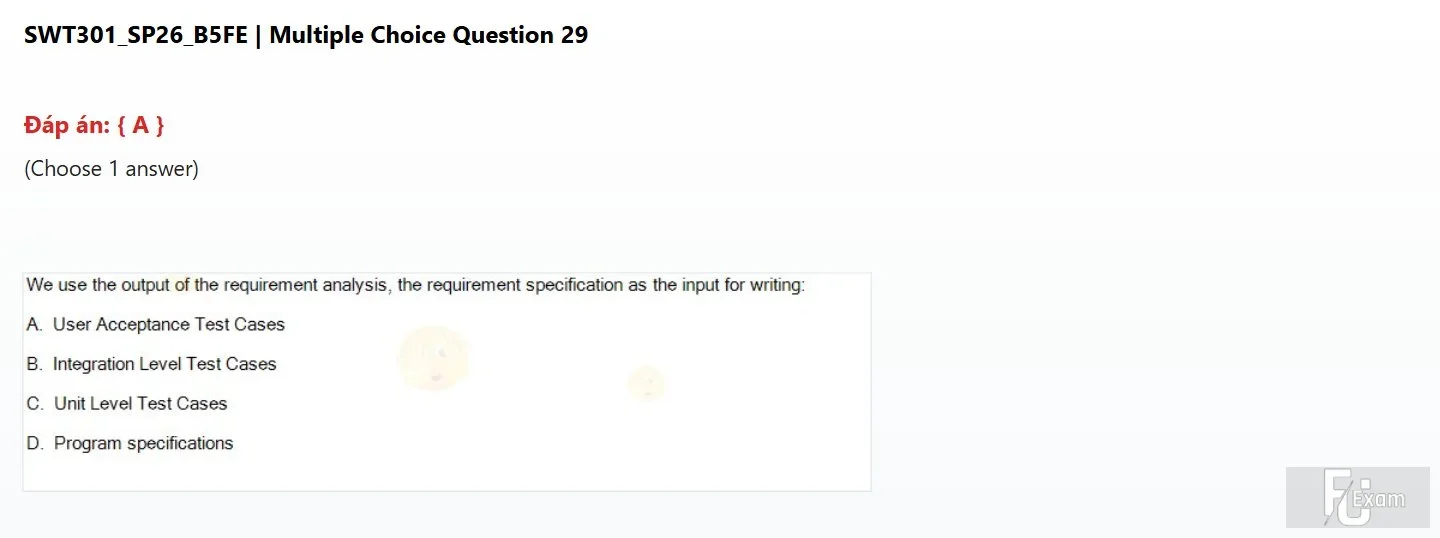 SWT301_SP26_B5FE | Multiple Choice Question 29
Đáp án: { A }
(Choose 1 answer)
We use the output of the requirement analysis, the requirement specification as the input for writing:
A. User Acceptance Test Cases
B. Integration Level Test Cases
C. Unit Level Test Cases
D. Program specifications
FU Exam